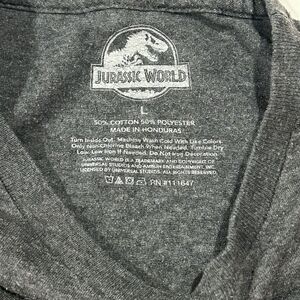 JURASSIC WORLD
L
50% COTTON 50% POLYESTER
MADE IN HONDURAS
Turn Inside Out. Machine Wash Cold With Like Colors.
Only Non Chlorine Bleach When Needed. Tumble Dry
Low. Low Iron If Needed. Do Not Iron Decoration
JURASSIC WORLD IS A TRADEMARK AND COPYRIGHT OF
UNIVERSAL STUDIOS AND AMBLIN ENTERTAINMENT, INC.
LICENSED BY UNIVERSAL STUDIOS. ALL RIGHTS RESERVED.
RN #111647